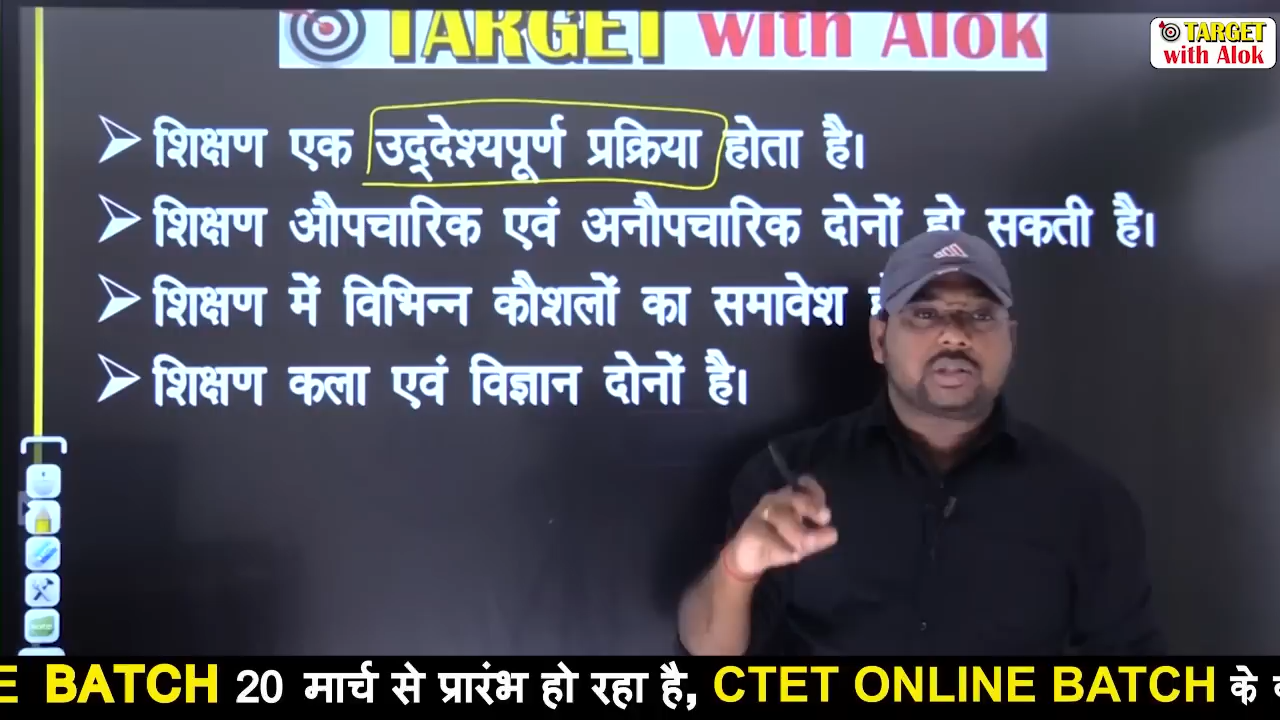 TARGET with Alok
TARGET
with Alok
शिक्षण एक उद्देश्यपूर्ण प्रक्रिया होता है।
शिक्षण औपचारिक एवं अनौपचारिक दोनों हो सकती है।
शिक्षण में विभिन्न कौशलों का समावेश
शिक्षण कला एवं विज्ञान दोनों है।
BATCH 20 मार्च से प्रारंभ हो रहा है, CTET ONLINE BATCH के